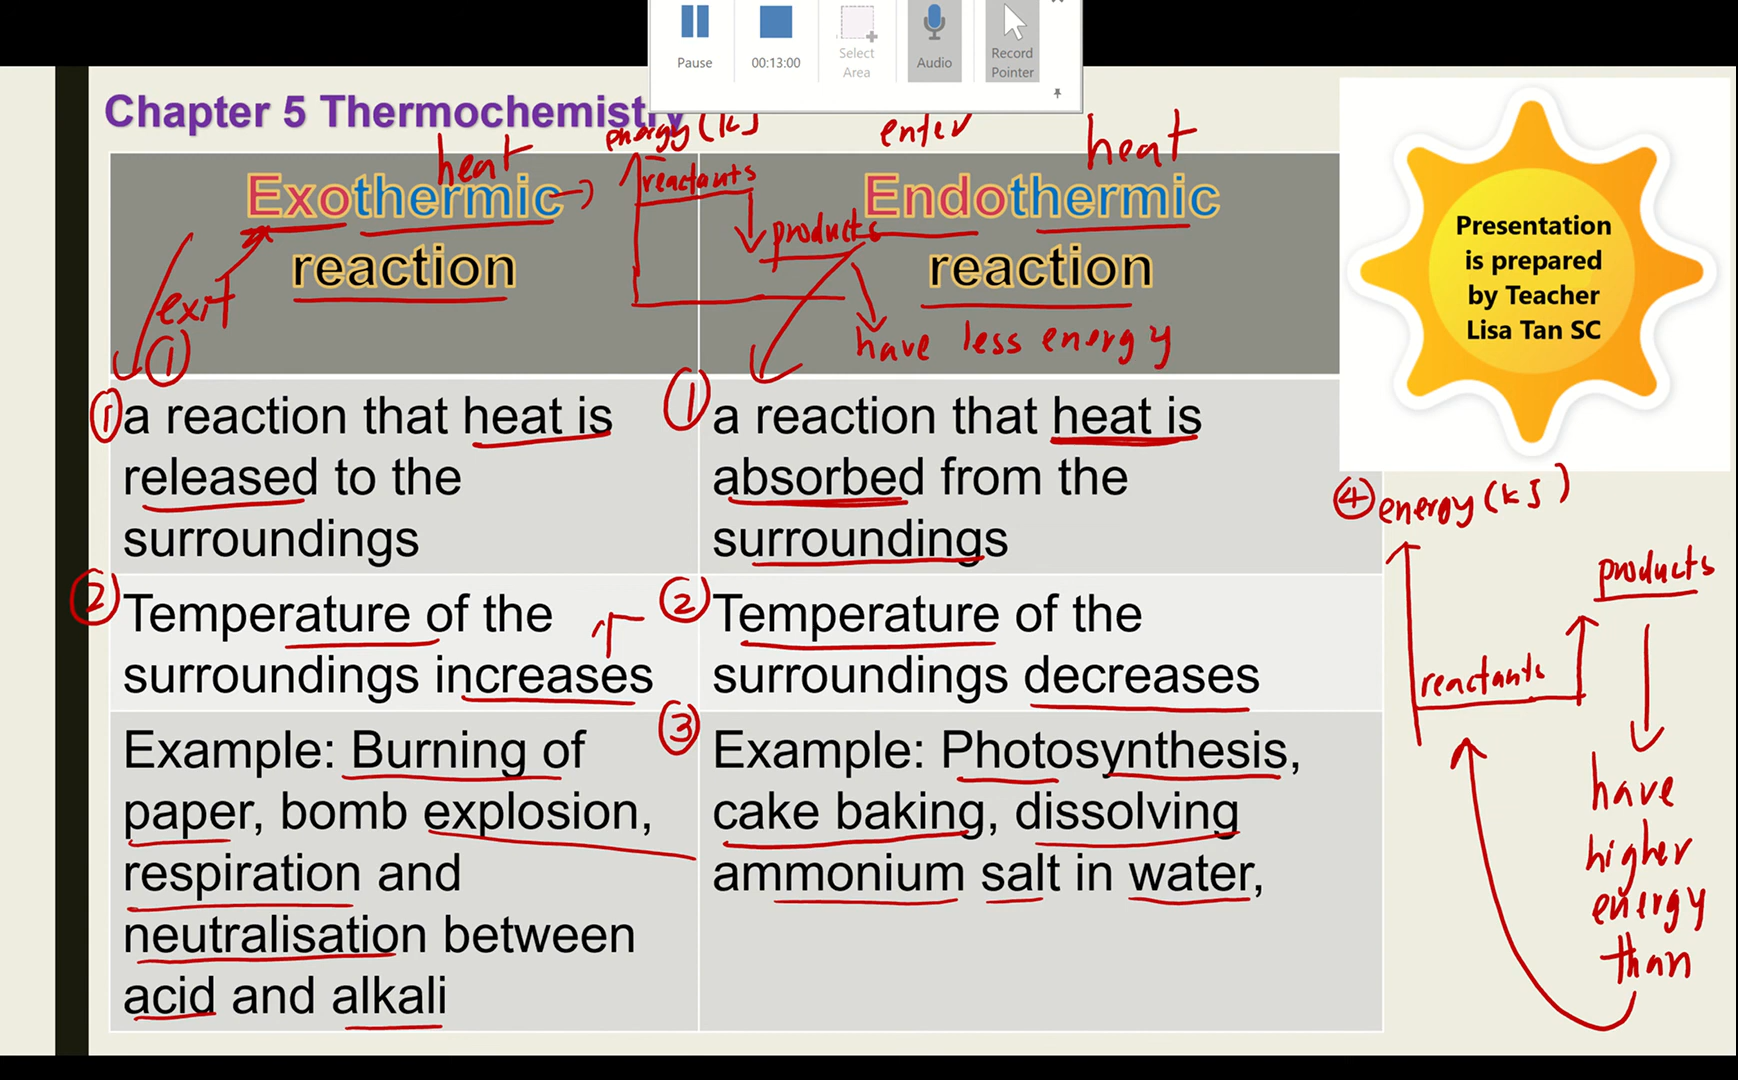 Pause
00:13:00
Select
Area
Audio
Record
Pointer
Chapter 5 Thermochemistry
heat
energy (kJ
enter
heat
Exothermic
reaction
exit
①
reactants
products
have less energy
Endothermic
reaction
Presentation
is prepared
by Teacher
Lisa Tan SC
① a reaction that heat is
released to the
surroundings
① a reaction that heat is
absorbed from the
surroundings
② Temperature of the
surroundings increases
② Temperature of the
surroundings decreases
Example: Burning of
paper, bomb explosion,
respiration and
neutralisation between
acid and alkali
③ Example: Photosynthesis,
cake baking, dissolving
ammonium salt in water,
④ energy (kJ)
products
reactants
have
higher
energy
than